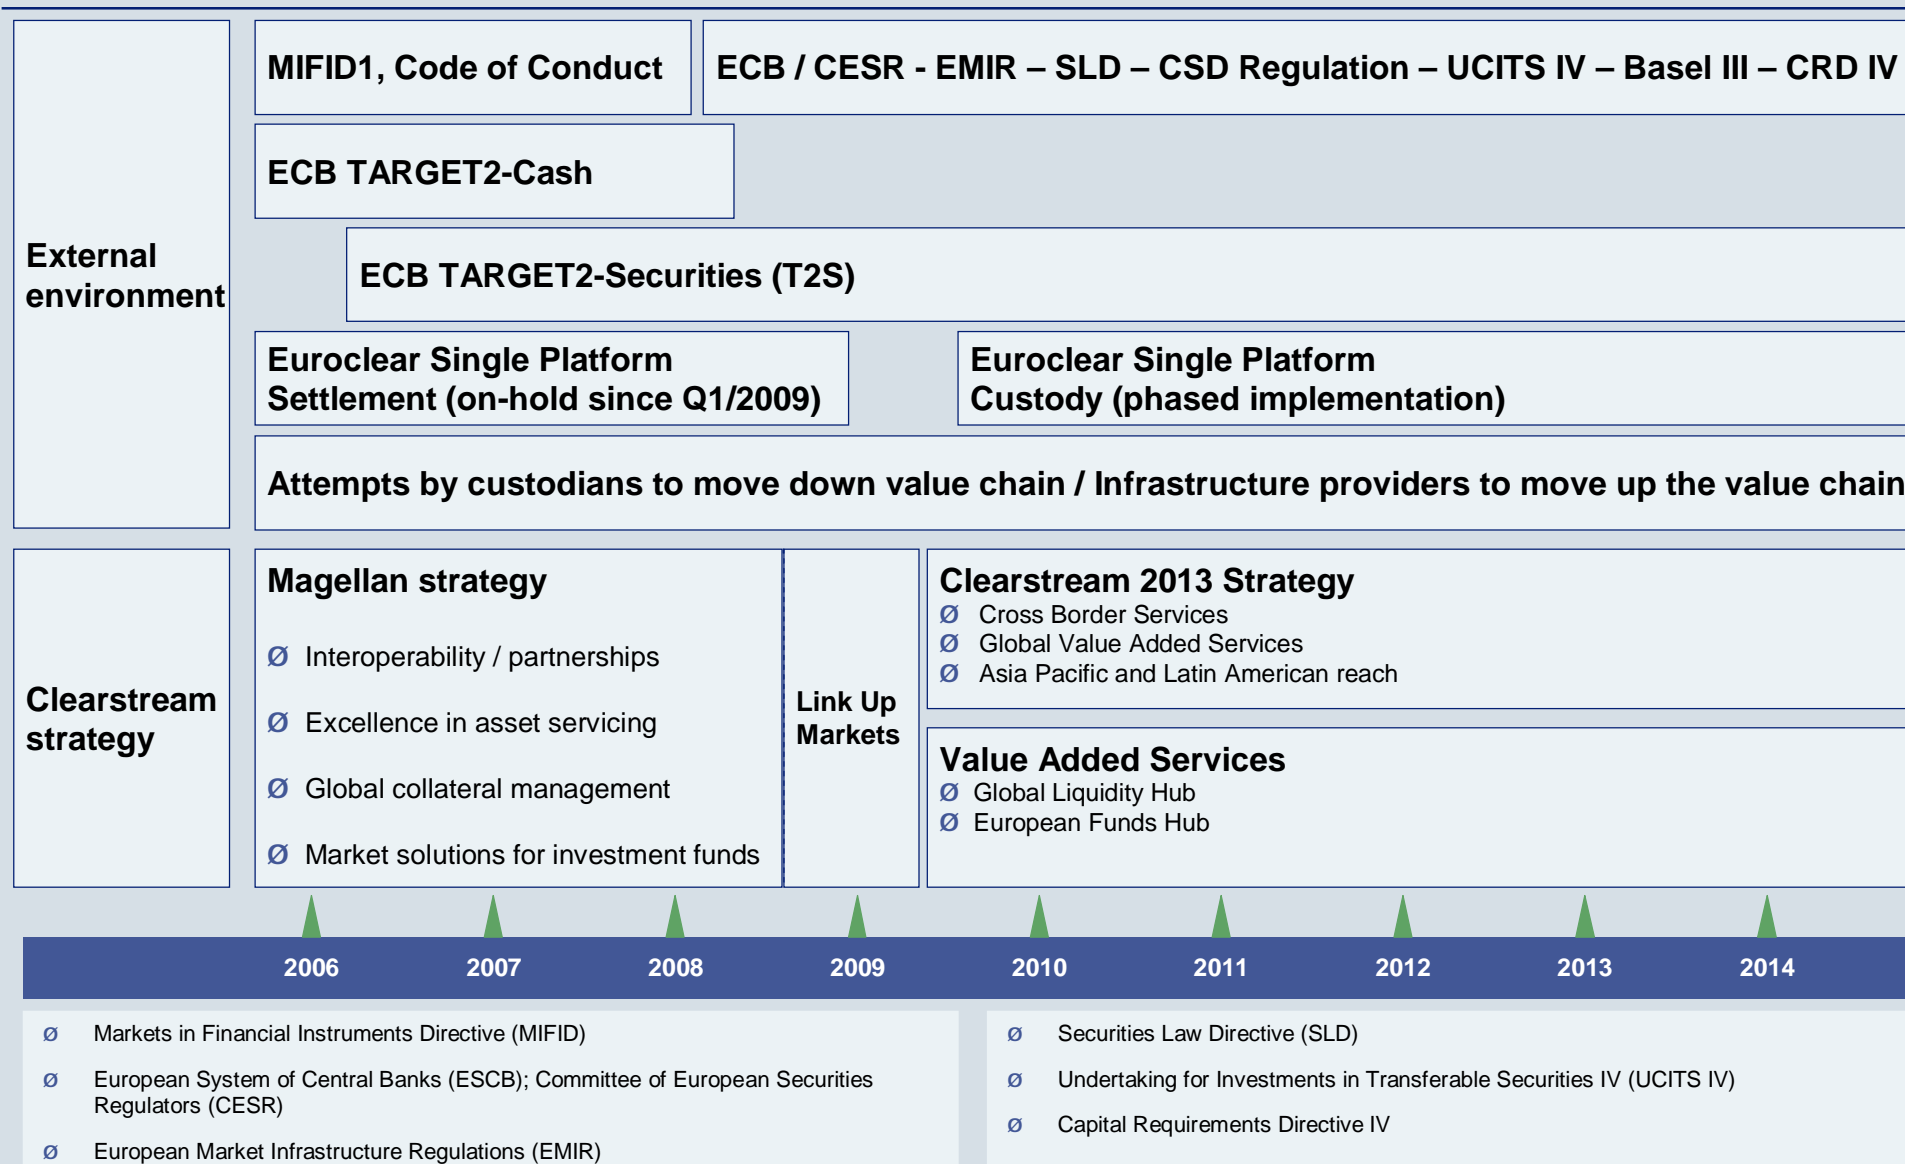 MIFID1, Code of Conduct
ECB / CESR - EMIR – SLD – CSD Regulation – UCITS IV – Basel III – CRD IV
ECB TARGET2-Cash
External
environment
ECB TARGET2-Securities (T2S)
Euroclear Single Platform
Settlement (on-hold since Q1/2009)
Euroclear Single Platform
Custody (phased implementation)
Attempts by custodians to move down value chain / Infrastructure providers to move up the value chain
Clearstream
strategy
Magellan strategy
Ø Interoperability / partnerships
Ø Excellence in asset servicing
Ø Global collateral management
Ø Market solutions for investment funds
Link Up
Markets
Clearstream 2013 Strategy
Ø Cross Border Services
Ø Global Value Added Services
Ø Asia Pacific and Latin American reach
Value Added Services
Ø Global Liquidity Hub
Ø European Funds Hub
2006 2007 2008 2009 2010 2011 2012 2013 2014
Ø Markets in Financial Instruments Directive (MIFID)
Ø European System of Central Banks (ESCB); Committee of European Securities
Regulators (CESR)
Ø European Market Infrastructure Regulations (EMIR)
Ø Securities Law Directive (SLD)
Ø Undertaking for Investments in Transferable Securities IV (UCITS IV)
Ø Capital Requirements Directive IV